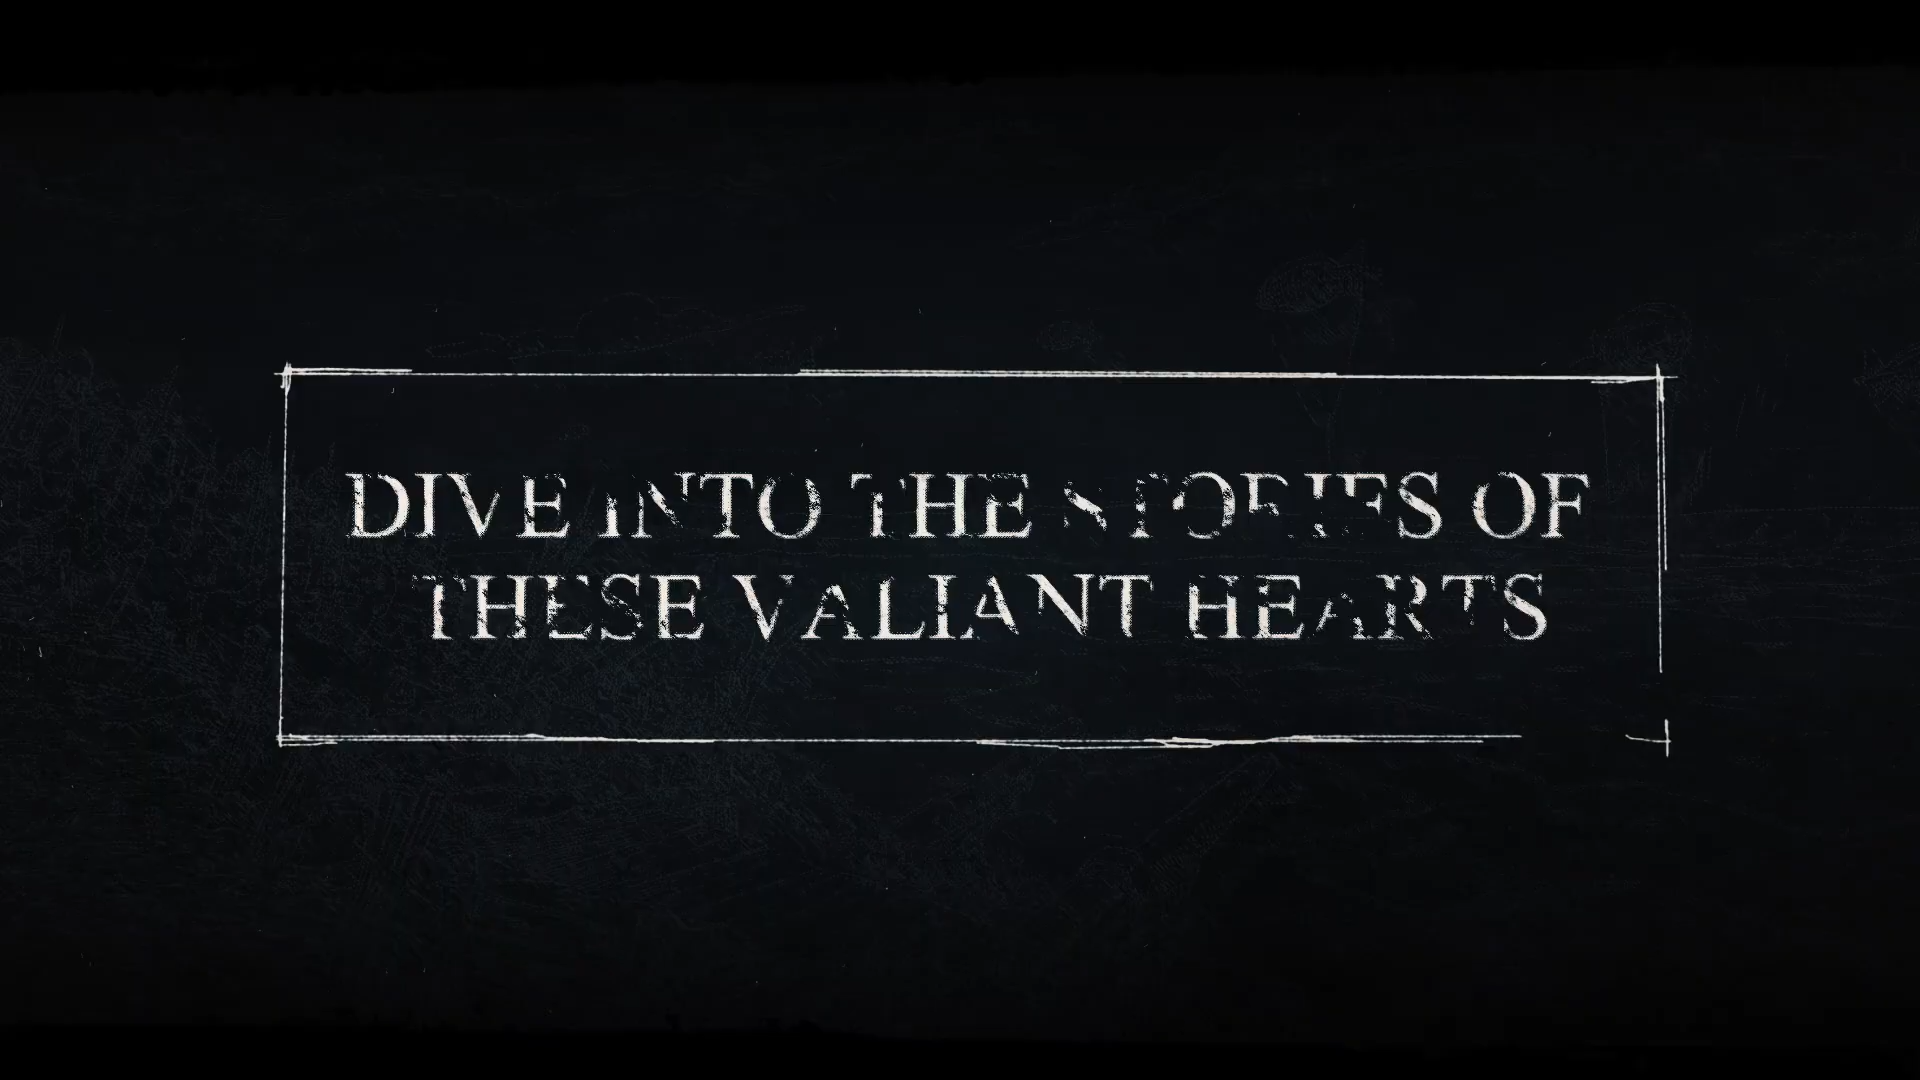 DIVE INTO THE STORIES OF
THESE VALIANT HEARTS